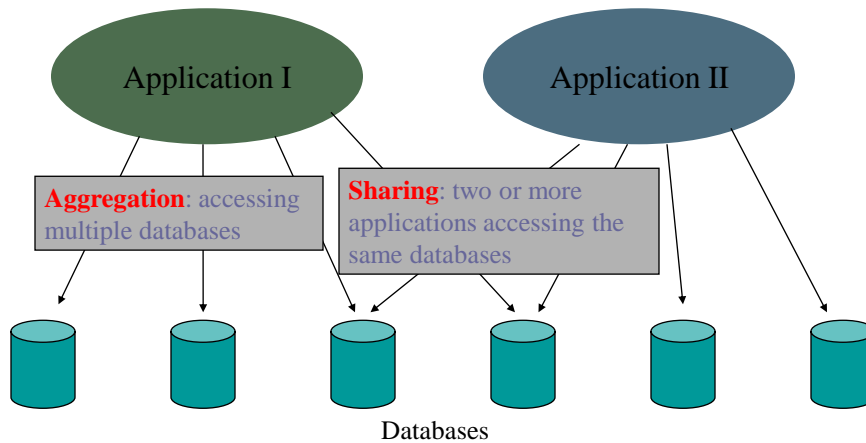 Application I
Application II
Aggregation: accessing
multiple databases
Sharing: two or more
applications accessing the
same databases
Databases